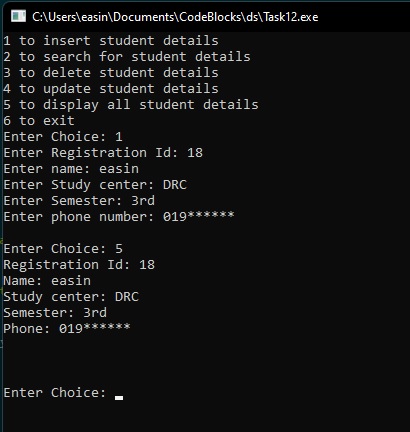 C:\Users\easin\Documents\CodeBlocks\ds\Task12.exe
1 to insert student details
2 to search for student details
3 to delete student details
4 to update student details
5 to display all student details
6 to exit
Enter Choice: 1
Enter Registration Id: 18
Enter name: easin
Enter Study center: DRC
Enter Semester: 3rd
Enter phone number: 019******
Enter Choice: 5
Registration Id: 18
Name: easin
Study center: DRC
Semester: 3rd
Phone: 019******
Enter Choice: